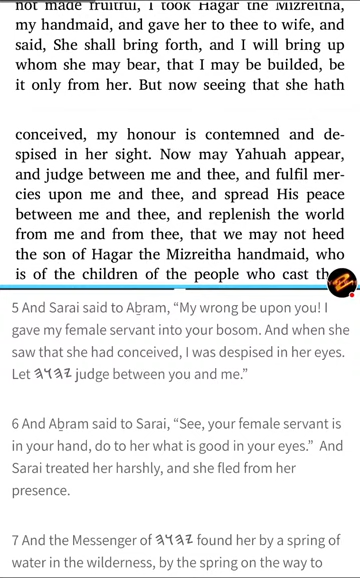 not made fruitful, I took Hagar the Mizreitha,
my handmaid, and gave her to thee to wife, and
said, She shall bring forth, and I will bring up
whom she may bear, that I may be builded, be
it only from her. But now seeing that she hath
conceived, my honour is contemned and de-
spised in her sight. Now may Yahuah appear,
and judge between me and thee, and fulfil mer-
cies upon me and thee, and spread His peace
between me and thee, and replenish the world
from me and from thee, that we may not heed
the son of Hagar the Mizreitha handmaid, who
is of the children of the people who cast
5 And Sarai said to Aḇram, “My wrong be upon you! I
gave my female servant into your bosom. And when she
saw that she had conceived, I was despised in her eyes.
Let 𐤉𐤄𐤅𐤄 judge between you and me.”
6 And Aḇram said to Sarai, “See, your female servant is
in your hand, do to her what is good in your eyes.” And
Sarai treated her harshly, and she fled from her
presence.
7 And the Messenger of 𐤉𐤄𐤅𐤄 found her by a spring of
water in the wilderness, by the spring on the way to